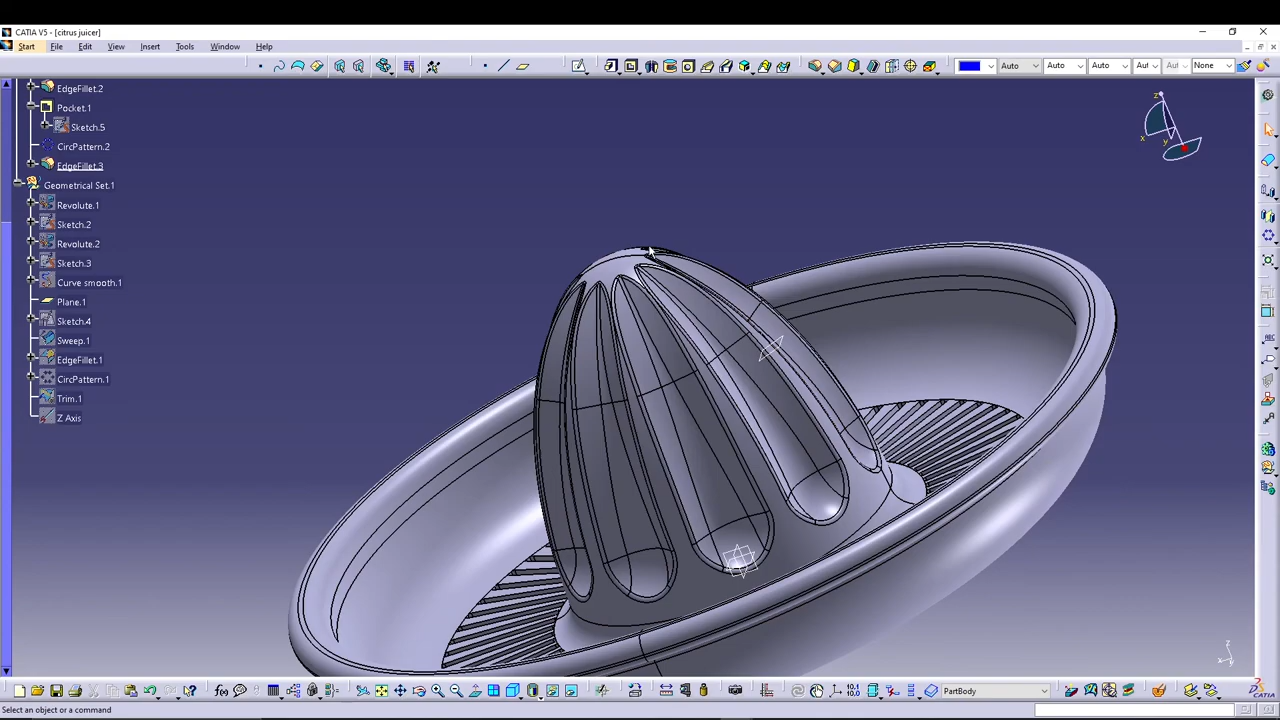 CATIA V5 - [citrus juicer]
Start File Edit View Insert Tools Window Help
Auto Auto Auto Aut Aut None
EdgeFillet.2
Pocket.1
Sketch.5
CircPattern.2
EdgeFillet.3
Geometrical Set.1
Revolute.1
Sketch.2
Revolute.2
Sketch.3
Curve smooth.1
Plane.1
Sketch.4
Sweep.1
EdgeFillet.1
CircPattern.1
Trim.1
Z Axis
z
x
y
z
x
PartBody
Select an object or a command